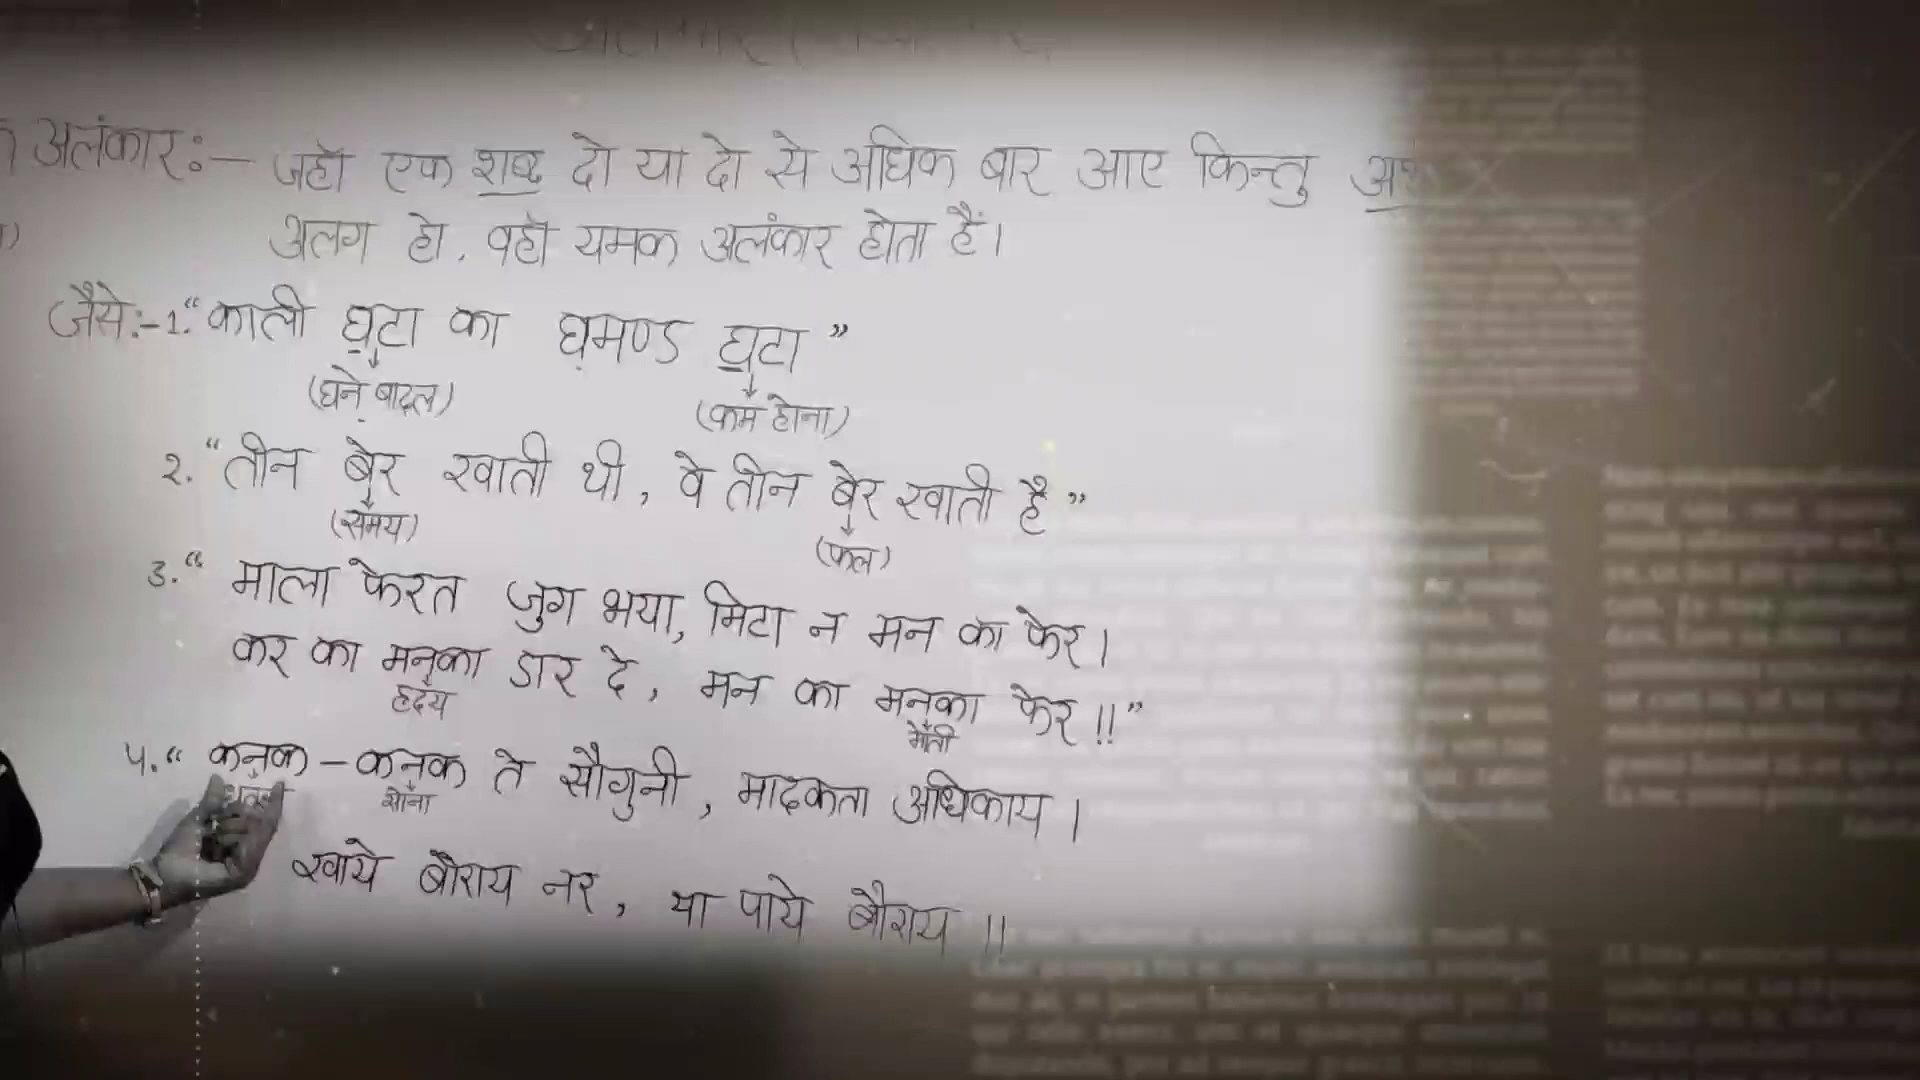 अलंकार:- जहाँ एक शब्द दो या दो से अधिक बार आए किन्तु
अलग हो, वहाँ यमक अलंकार होता है।
जैसे:-1. "काली घटा का घमण्ड घटा"
(घने बादल) (कम होना)
2. "तीन बेर खाती थी, वे तीन बेर खाती है"
(समय) (फल)
3. "माला फेरत जुग भया, मिटा न मन का फेर।
कर का मनका डार दे, मन का मनका फेर!!"
हृदय मोती
4. "कनक - कनक ते सौगुनी, मादकता अधिकाय।
सोना
खाये बौराय नर, या पाये बौराय !!